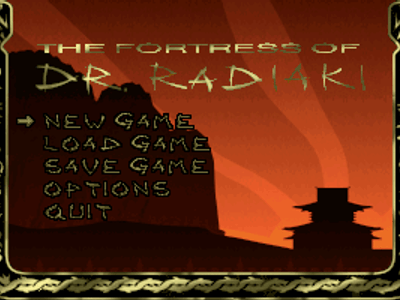 THE FORTRESS OF
DR. RADIAKI
NEW GAME
LOAD GAME
SAVE GAME
OPTIONS
QUIT